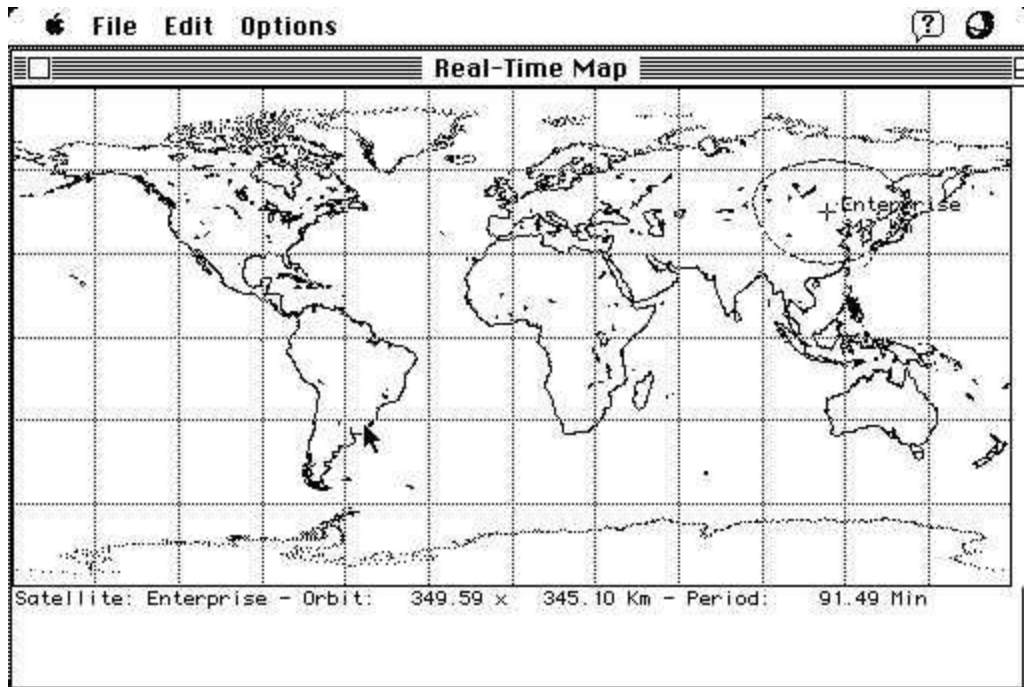 File Edit Options
Real-Time Map
Enterprise
Satellite: Enterprise - Orbit: 349.59 x 345.10 Km - Period: 91.49 Min